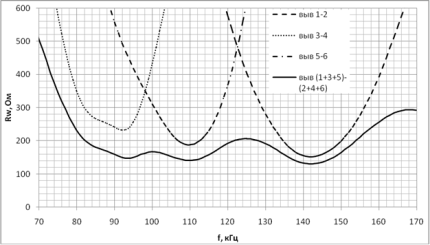 600
500
400
300
200
100
0
Rw, Ом
70 80 90 100 110 120 130 140 150 160 170
f, кГц
выв 1-2
выв 3-4
выв 5-6
выв (1+3+5)-
(2+4+6)